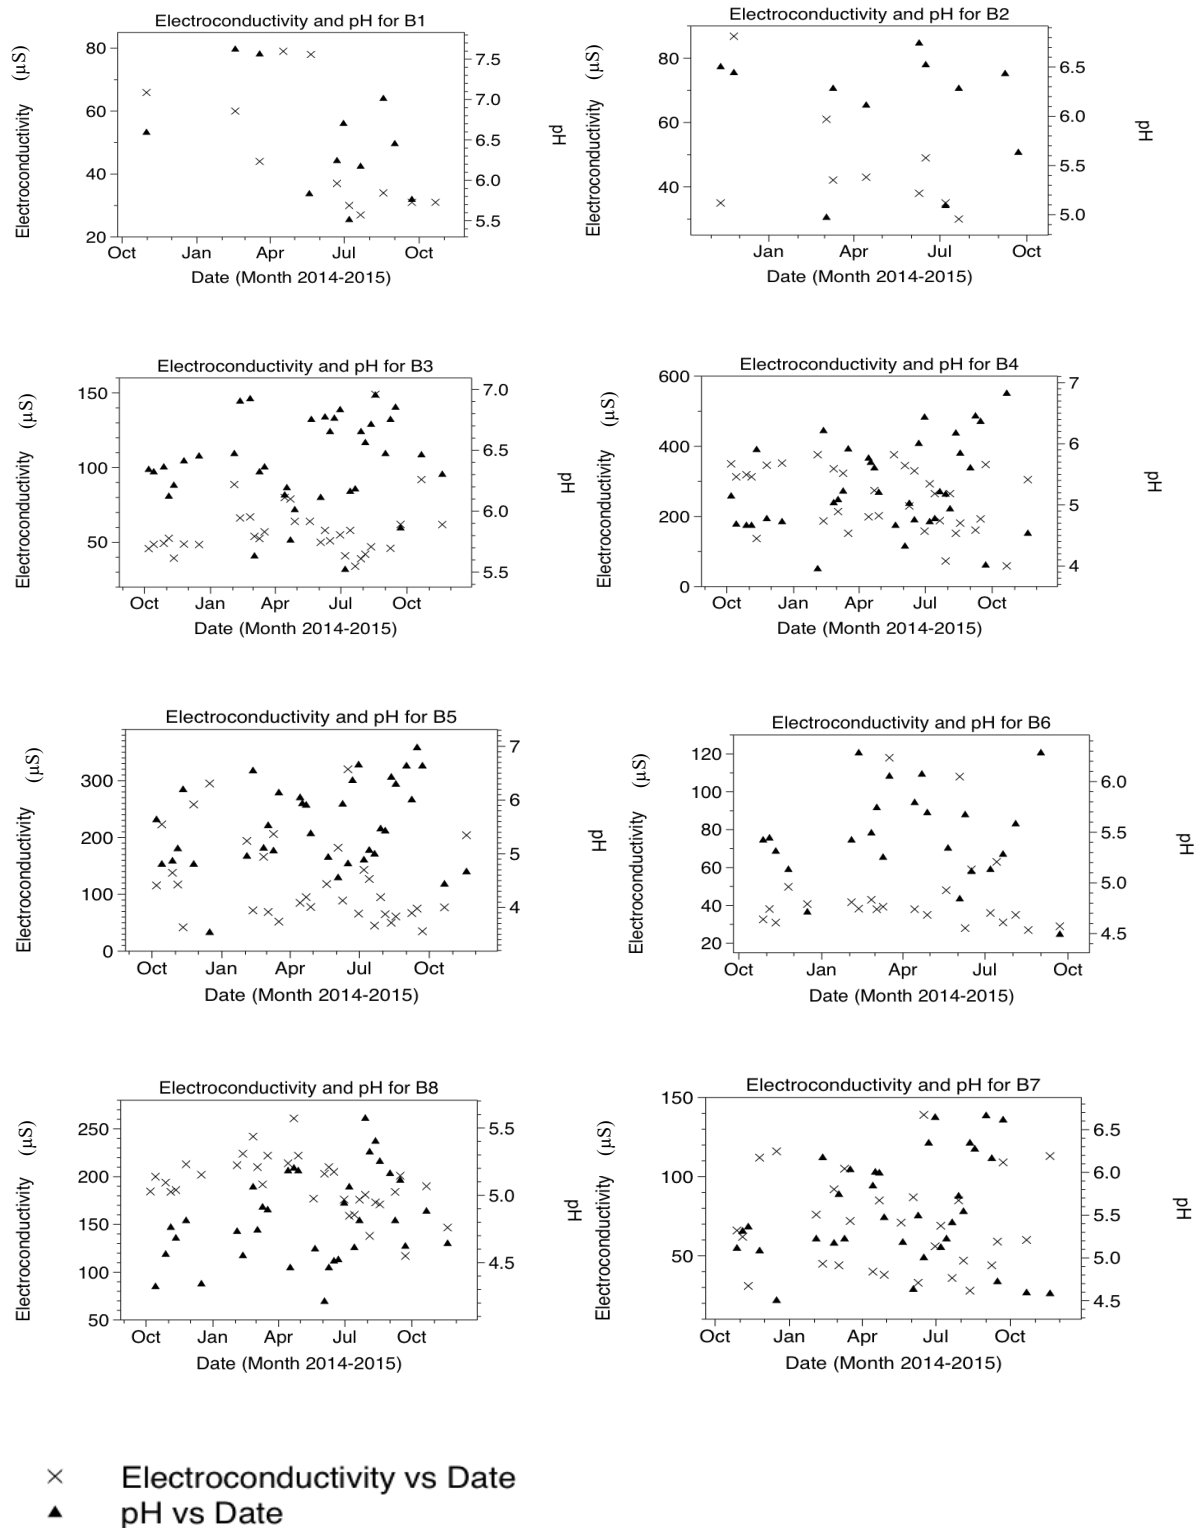 Electroconductivity and pH for B1
80
60
40
20
7.5
7.0
6.5
6.0
5.5
Electroconductivity (μS)
pH
Oct Jan Apr Jul Oct
Date (Month 2014-2015)
Electroconductivity and pH for B2
80
60
40
6.5
6.0
5.5
5.0
Electroconductivity (μS)
pH
Jan Apr Jul Oct
Date (Month 2014-2015)
Electroconductivity and pH for B3
150
100
50
7.0
6.5
6.0
5.5
Electroconductivity (μS)
pH
Oct Jan Apr Jul Oct
Date (Month 2014-2015)
Electroconductivity and pH for B4
600
400
200
0
7
6
5
4
Electroconductivity (μS)
pH
Oct Jan Apr Jul Oct
Date (Month 2014-2015)
Electroconductivity and pH for B5
300
200
100
0
7
6
5
4
Electroconductivity (μS)
pH
Oct Jan Apr Jul Oct
Date (Month 2014-2015)
Electroconductivity and pH for B6
120
100
80
60
40
20
6.0
5.5
5.0
4.5
Electroconductivity (μS)
pH
Oct Jan Apr Jul Oct
Date (Month 2014-2015)
Electroconductivity and pH for B8
250
200
150
100
50
5.5
5.0
4.5
Electroconductivity (μS)
pH
Oct Jan Apr Jul Oct
Date (Month 2014-2015)
Electroconductivity and pH for B7
150
100
50
6.5
6.0
5.5
5.0
4.5
Electroconductivity (μS)
pH
Oct Jan Apr Jul Oct
Date (Month 2014-2015)
Electroconductivity vs Date
pH vs Date